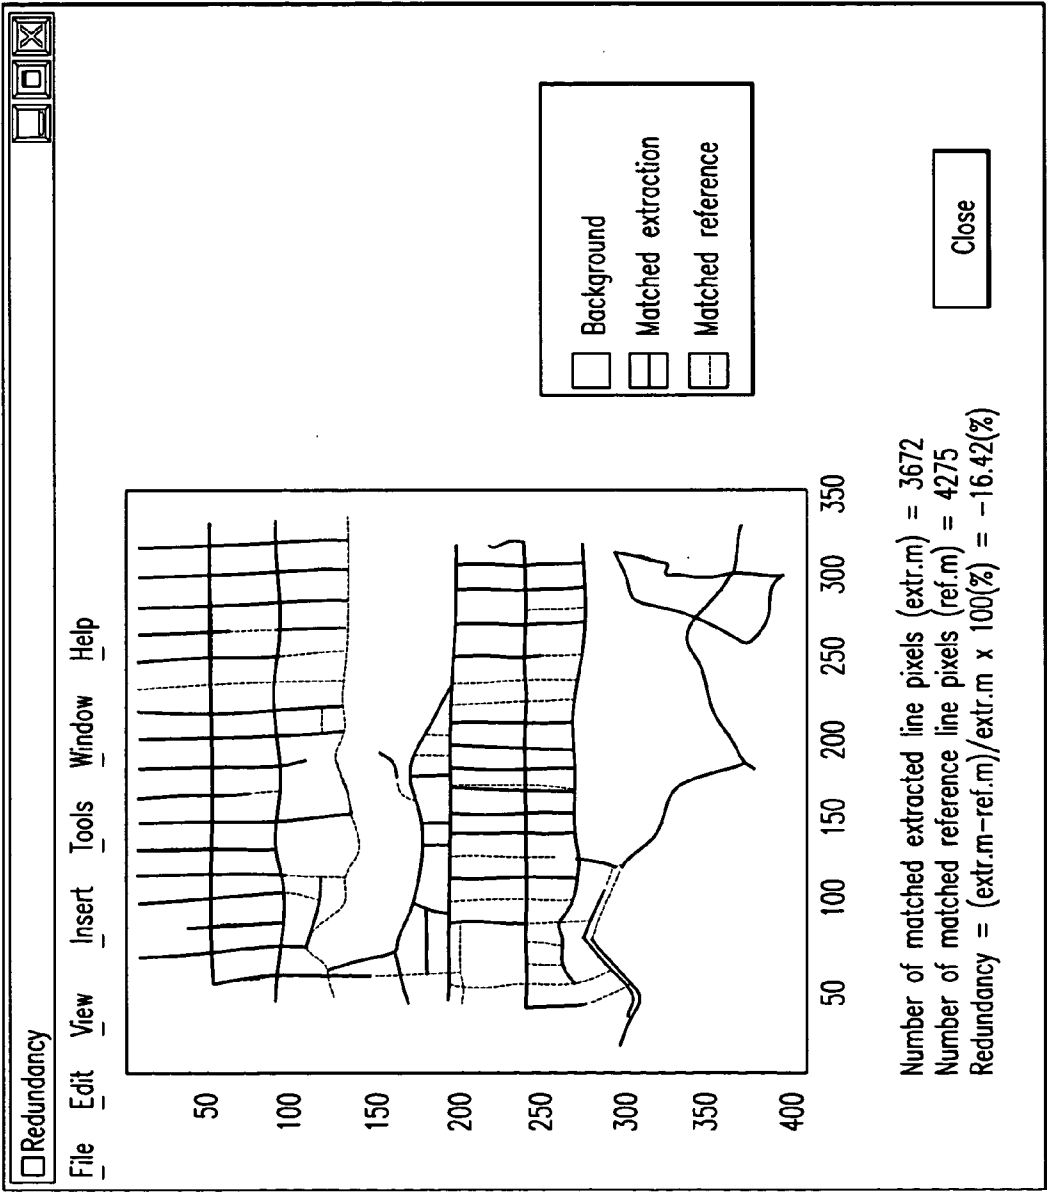 Redundancy
File Edit View Insert Tools Window Help
50
100
150
200
250
300
350
400
50 100 150 200 250 300 350
Background
Matched extraction
Matched reference
Number of matched extracted line pixels (extr.m) = 3672
Number of matched reference line pixels (ref.m) = 4275
Redundancy = (extr.m-ref.m)/extr.m x 100(%) = -16.42(%)
Close